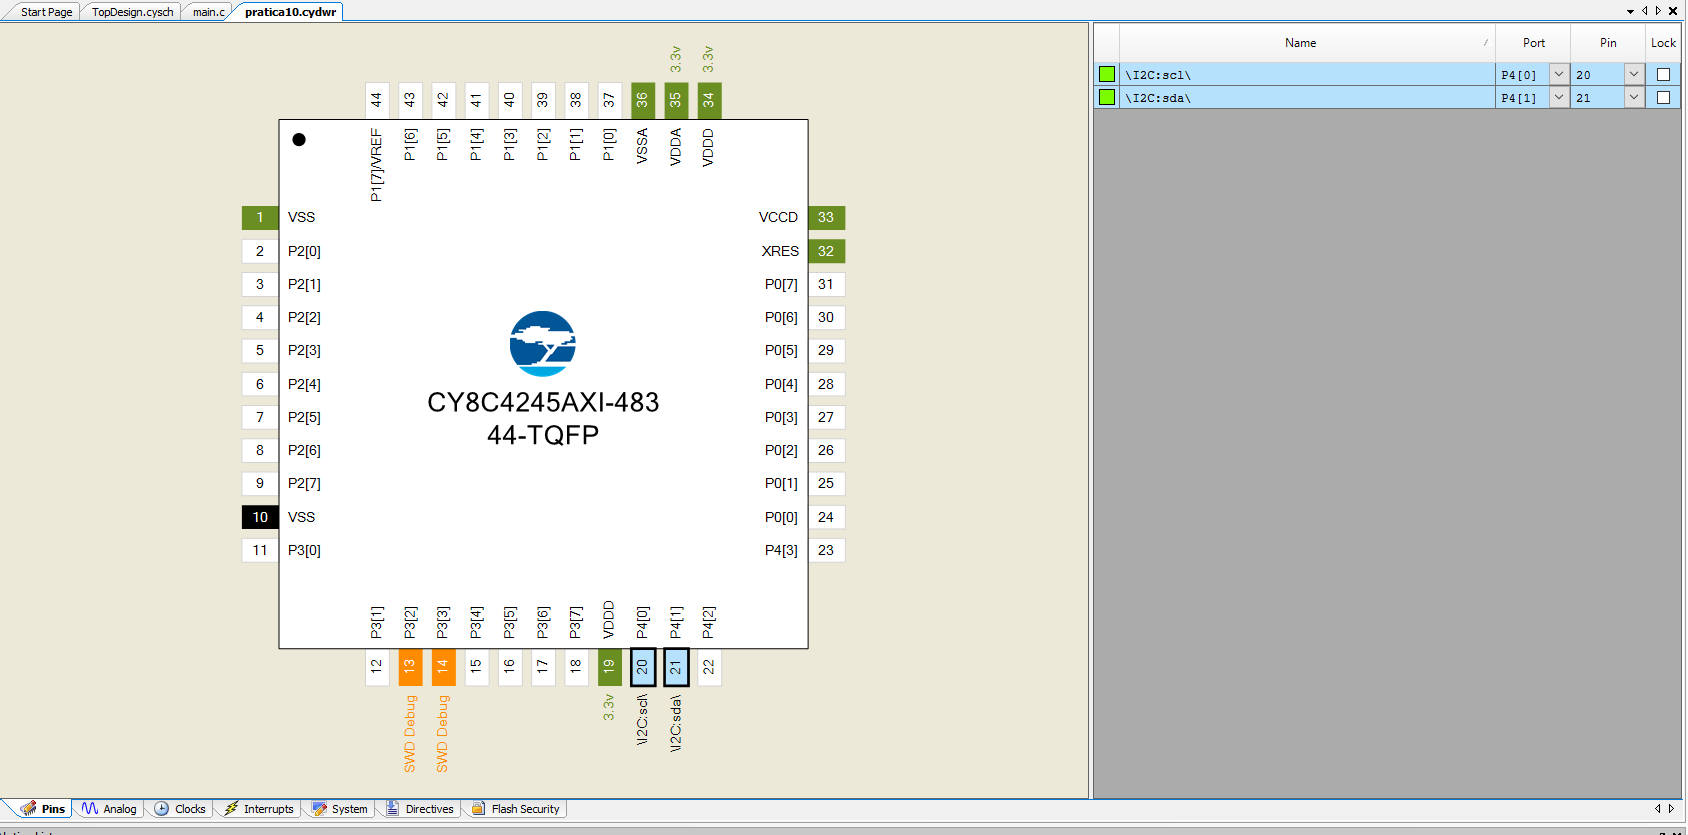 Start Page TopDesign.cysch main.c pratica10.cydwr
Name Port Pin Lock
\I2C:scl\ P4[0] 20
\I2C:sda\ P4[1] 21
3.3v 3.3v
44 43 42 41 40 39 38 37 36 35 34
P1[7]/VREF P1[6] P1[5] P1[4] P1[3] P1[2] P1[1] P1[0] VSSA VDDA VDDD
1 VSS VCCD 33
2 P2[0] XRES 32
3 P2[1] P0[7] 31
4 P2[2] P0[6] 30
5 P2[3] P0[5] 29
6 P2[4] P0[4] 28
CY8C4245AXI-483
44-TQFP
7 P2[5] P0[3] 27
8 P2[6] P0[2] 26
9 P2[7] P0[1] 25
10 VSS P0[0] 24
11 P3[0] P4[3] 23
P3[1] P3[2] P3[3] P3[4] P3[5] P3[6] P3[7] VDDD P4[0] P4[1] P4[2]
12 13 14 15 16 17 18 19 20 21 22
SWD Debug SWD Debug 3.3v \I2C:scl\ \I2C:sda\
Pins Analog Clocks Interrupts System Directives Flash Security